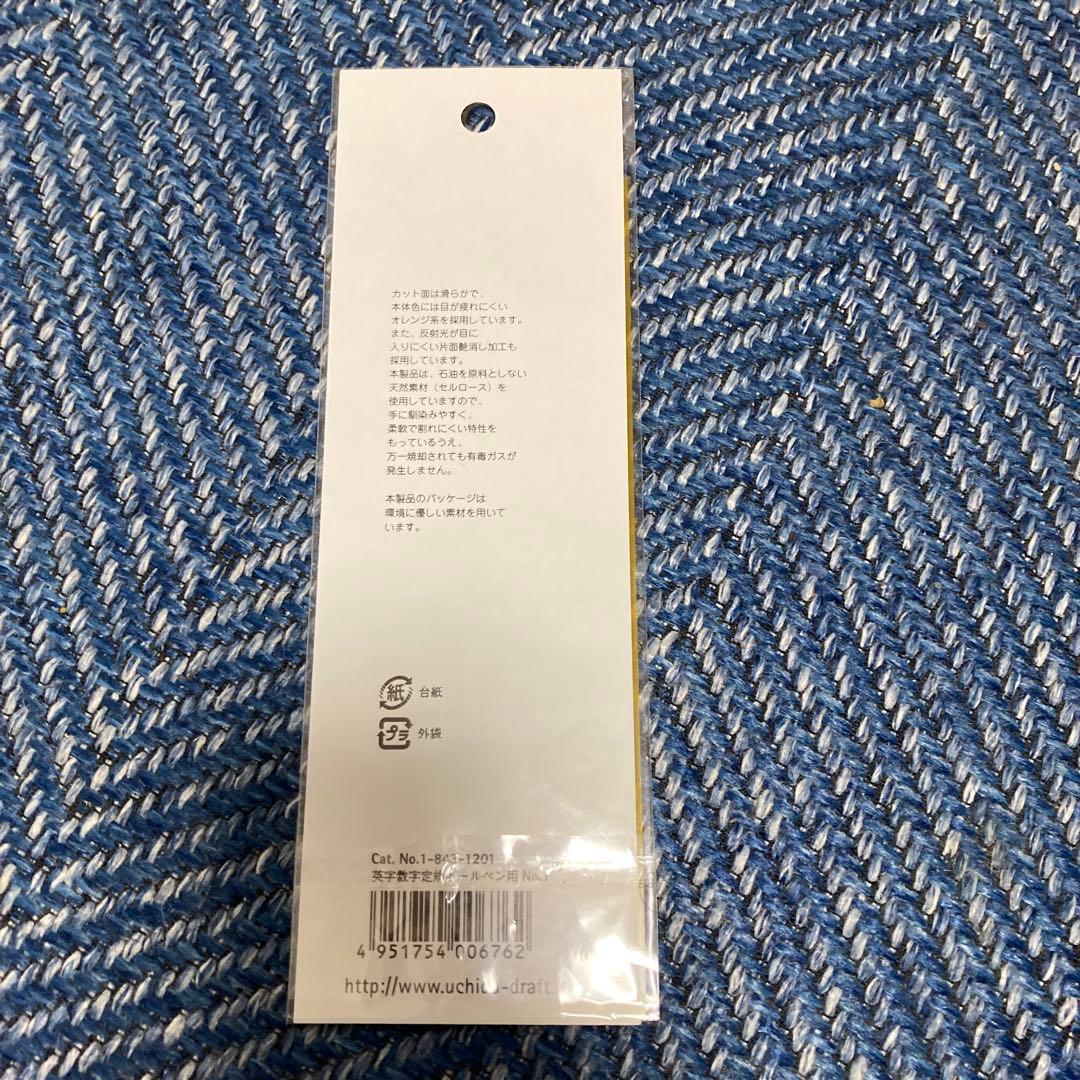 カット面は滑らかで、
本体色には目が疲れにくい
オレンジ系を採用しています。
また、反射光が目に
入りにくい片面艶消し加工も
採用しています。
本製品は、石油を原料としない
天然素材（セルロース）を
使用していますので、
手に馴染みやすく、
柔軟で割れにくい特性を
もっているうえ、
万一焼却されても有毒ガスが
発生しません。
本製品のパッケージは
環境に優しい素材を用いて
います。
紙 台紙
プラ 外袋
Cat. No.1-843-1201
英字数字定規ボールペン用
4 951754 006762
http://www.uchida-draft.